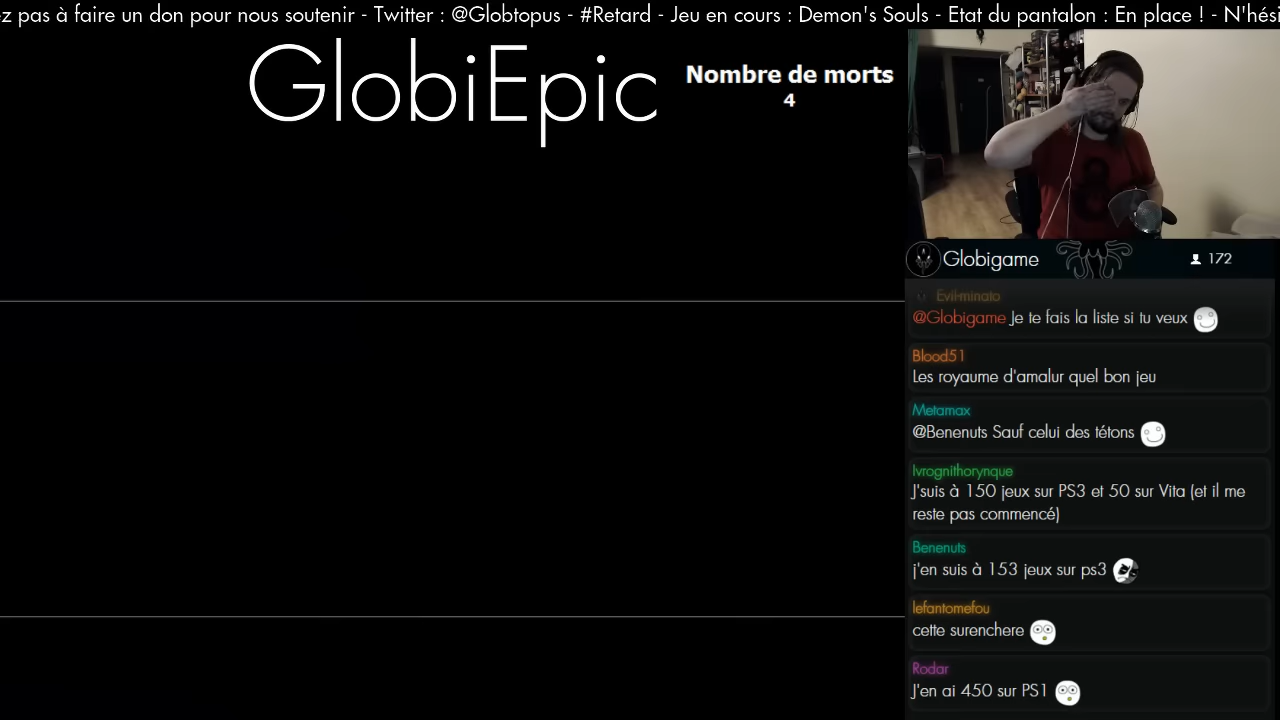 z pas à faire un don pour nous soutenir - Twitter : @Globtopus - #Retard - Jeu en cours : Demon's Souls - Etat du pantalon : En place ! - N'hési
GlobiEpic
Nombre de morts
4
Globigame
172
Evil-minato
@Globigame Je te fais la liste si tu veux
Blood51
Les royaume d'amalur quel bon jeu
Metamax
@Benenuts Sauf celui des tétons
Ivrognithorynque
J'suis à 150 jeux sur PS3 et 50 sur Vita (et il me
reste pas commencé)
Benenuts
j'en suis à 153 jeux sur ps3
lefantomefou
cette surenchere
Rodar
J'en ai 450 sur PS1